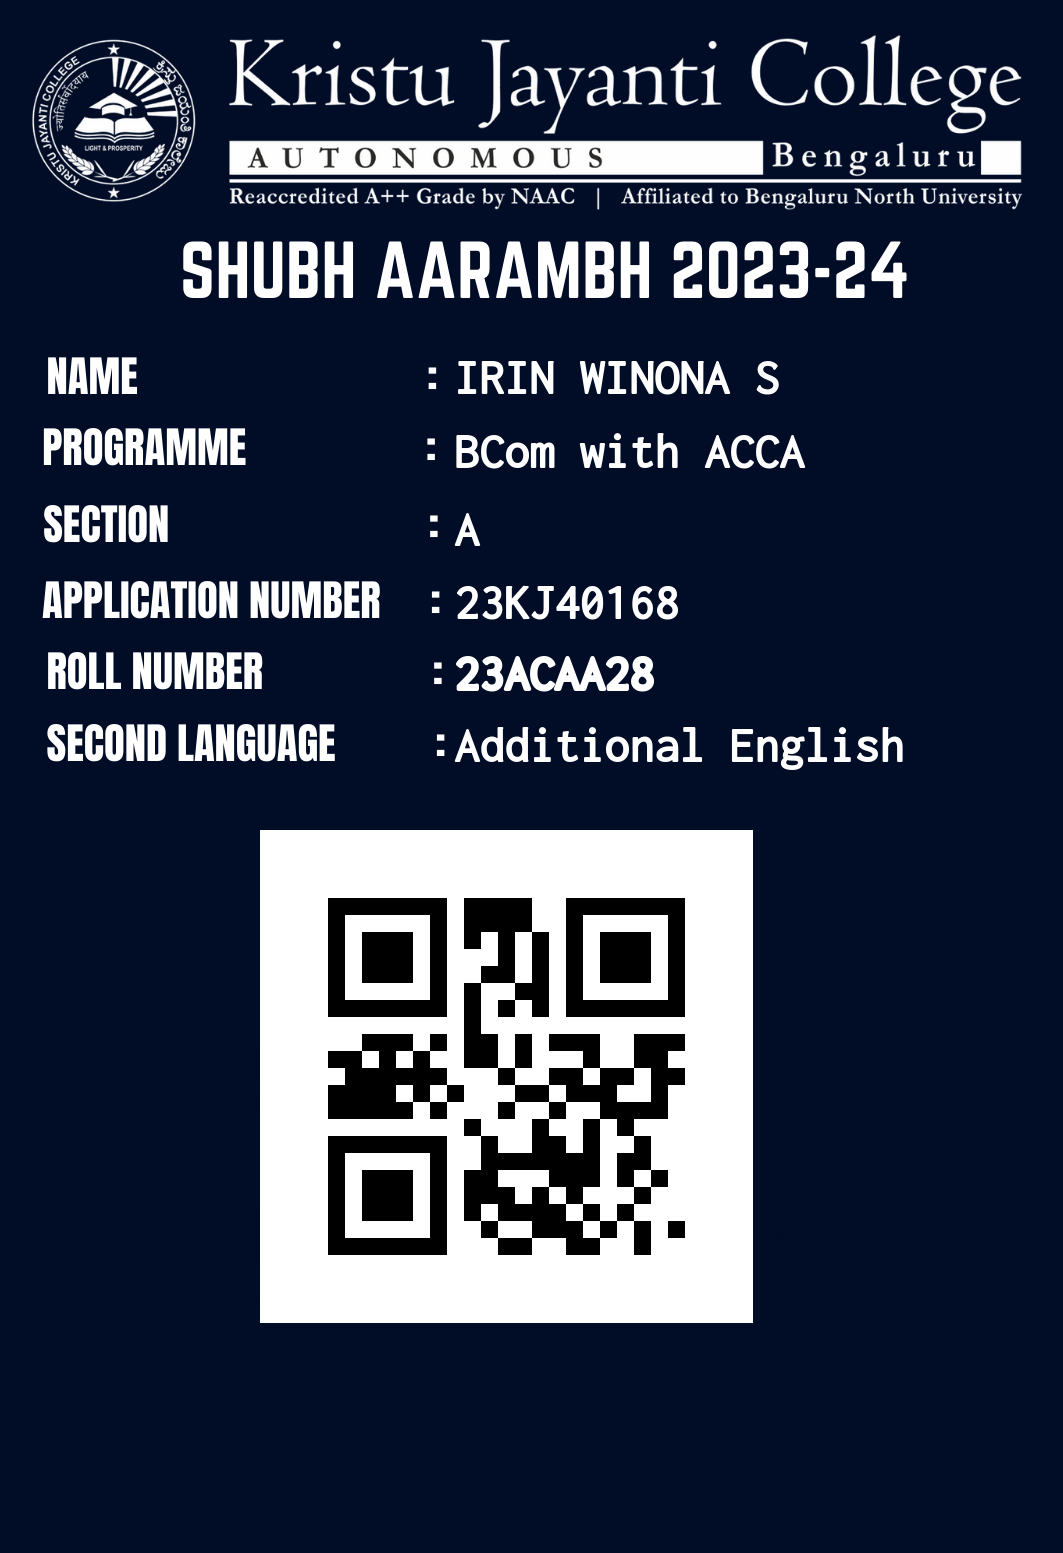 KRISTU JAYANTI COLLEGE
ಕ್ರಿಸ್ತು ಜಯಂತಿ ಕಾಲೇಜು
LIGHT & PROSPERITY
Kristu Jayanti College
AUTONOMOUS Bengaluru
Reaccredited A++ Grade by NAAC | Affiliated to Bengaluru North University
SHUBH AARAMBH 2023-24
NAME : IRIN WINONA S
PROGRAMME : BCom with ACCA
SECTION : A
APPLICATION NUMBER : 23KJ40168
ROLL NUMBER : 23ACAA28
SECOND LANGUAGE : Additional English